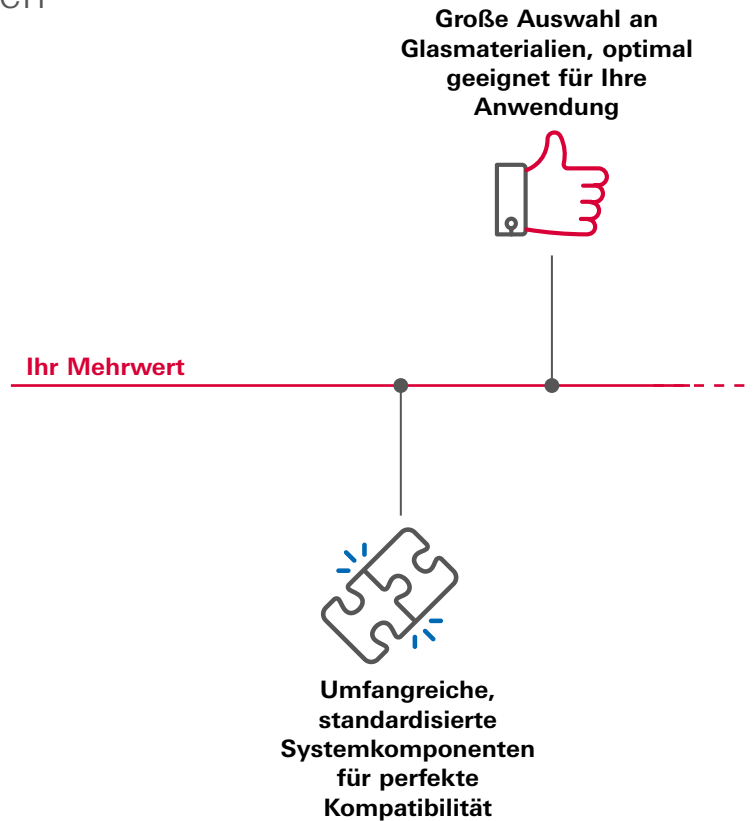 Große Auswahl an
Glasmaterialien, optimal
geeignet für Ihre
Anwendung
Ihr Mehrwert
Umfangreiche,
standardisierte
Systemkomponenten
für perfekte
Kompatibilität